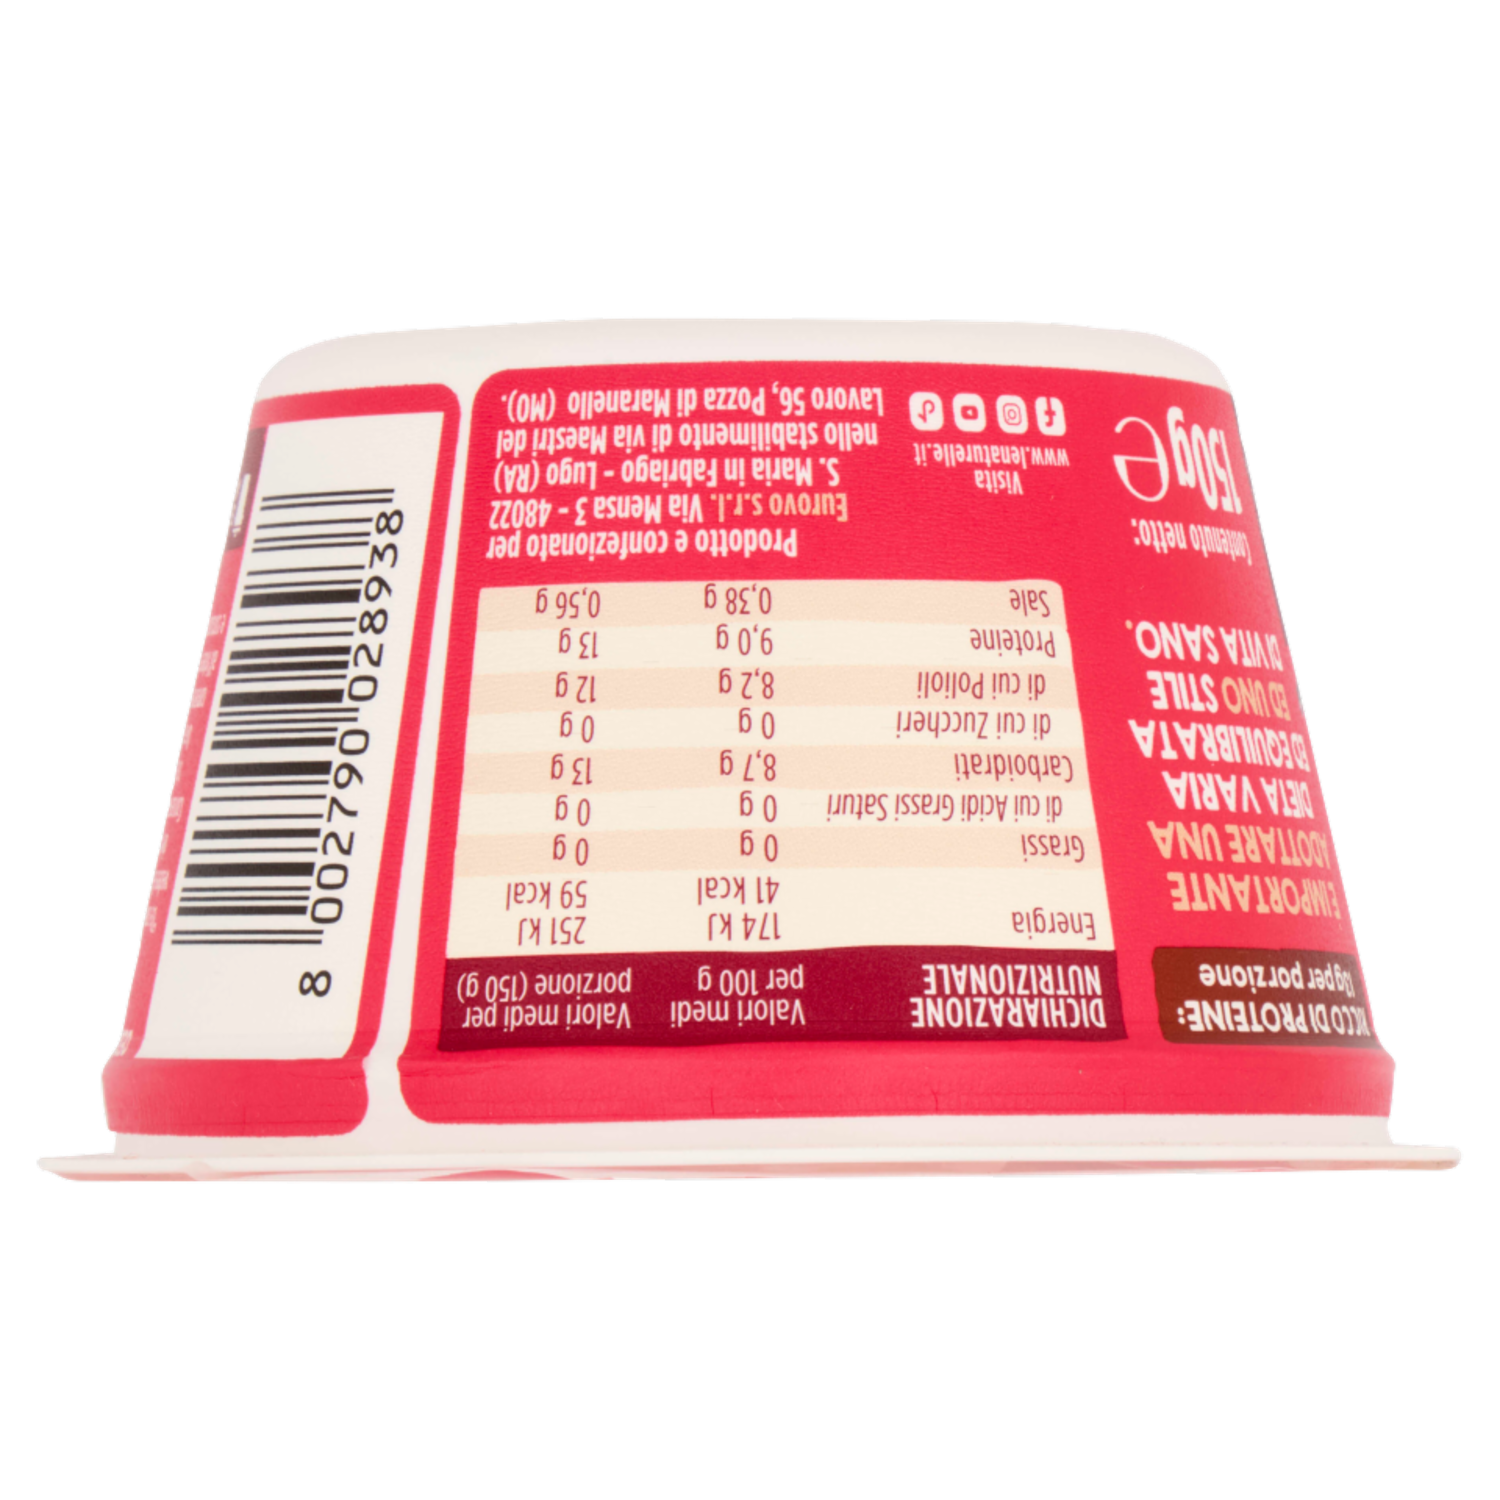 RICCO DI PROTEINE:
13g per porzione
È IMPORTANTE
ADOTTARE UNA
DIETA VARIA
ED EQUILIBRATA
ED UNO STILE
DI VITA SANO.
Contenuto netto:
150g e
DICHIARAZIONE NUTRIZIONALE Valori medi per 100 g Valori medi per porzione (150 g)
Energia 174 kJ 251 kJ
41 kcal 59 kcal
Grassi 0 g 0 g
di cui Acidi Grassi Saturi 0 g 0 g
Carboidrati 8,7 g 13 g
di cui Zuccheri 0 g 0 g
di cui Polioli 8,2 g 12 g
Proteine 9,0 g 13 g
Sale 0,38 g 0,56 g
Visita
www.lenaturelle.it
Prodotto e confezionato per
Eurovo s.r.l. Via Mensa 3 - 48022
S. Maria in Fabriago - Lugo (RA)
nello stabilimento di via Maestri del
Lavoro 56, Pozza di Maranello (MO).
8 002790 028938